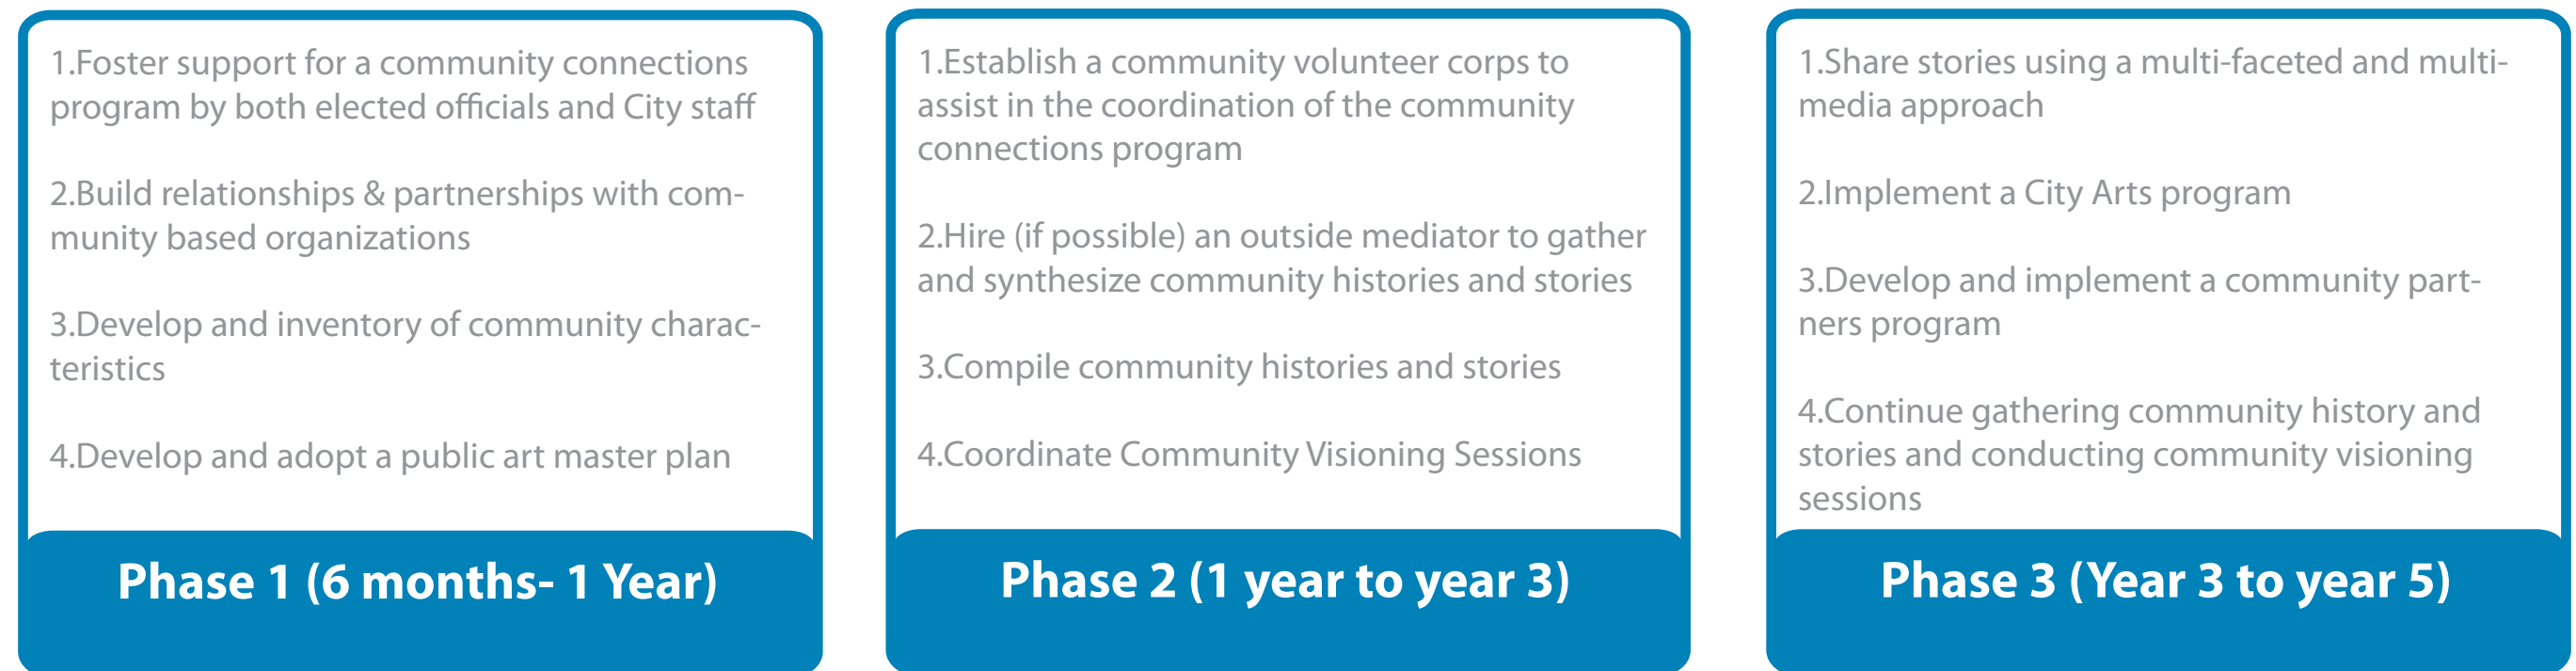 1.Foster support for a community connections
program by both elected officials and City staff
2.Build relationships & partnerships with com-
munity based organizations
3.Develop and inventory of community charac-
teristics
4.Develop and adopt a public art master plan
Phase 1 (6 months- 1 Year)
1.Establish a community volunteer corps to
assist in the coordination of the community
connections program
2.Hire (if possible) an outside mediator to gather
and synthesize community histories and stories
3.Compile community histories and stories
4.Coordinate Community Visioning Sessions
Phase 2 (1 year to year 3)
1.Share stories using a multi-faceted and multi-
media approach
2.Implement a City Arts program
3.Develop and implement a community part-
ners program
4.Continue gathering community history and
stories and conducting community visioning
sessions
Phase 3 (Year 3 to year 5)